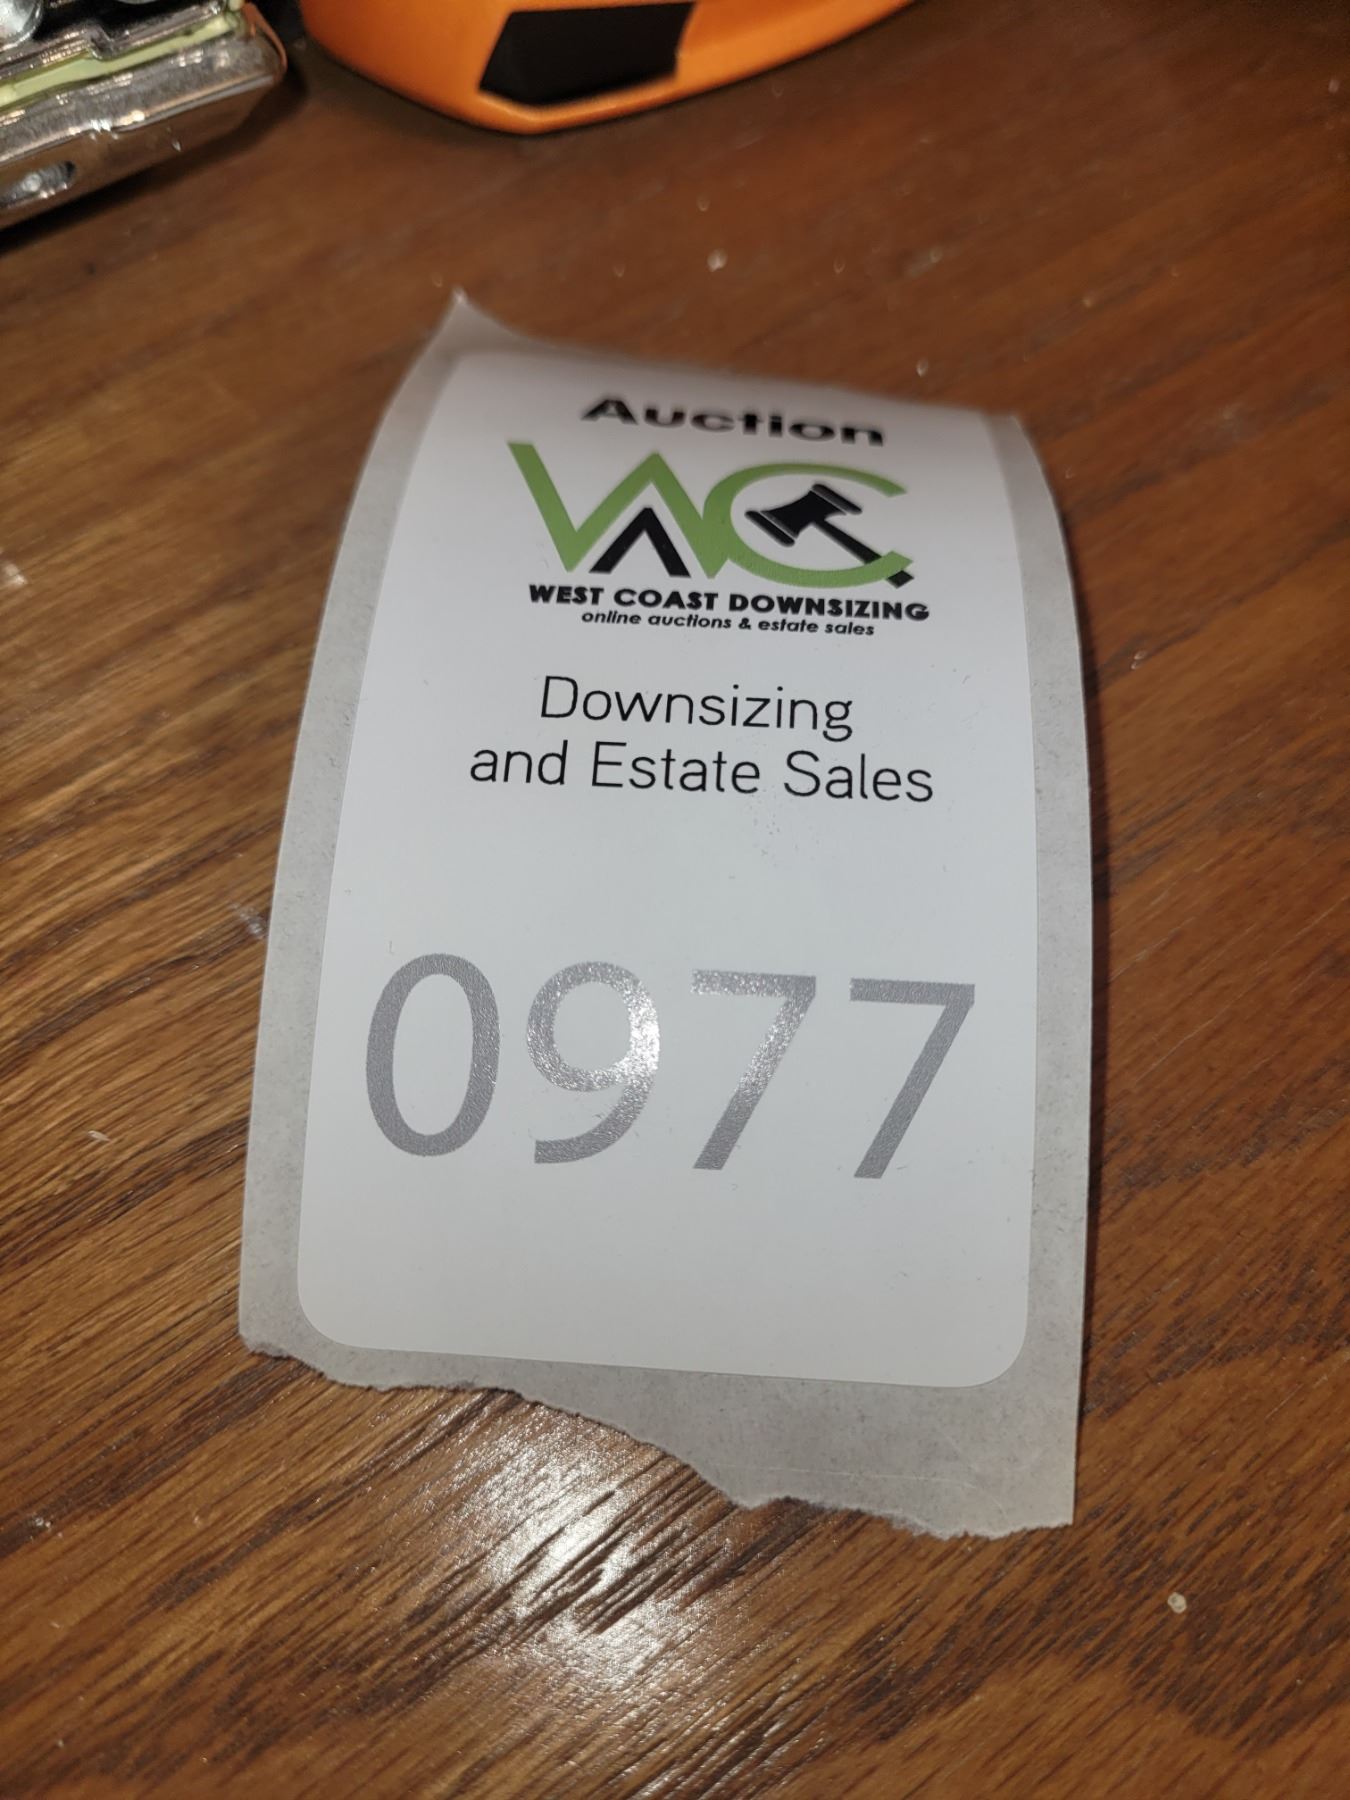 Auction
WC
WEST COAST DOWNSIZING
online auctions & estate sales
Downsizing
and Estate Sales
0977